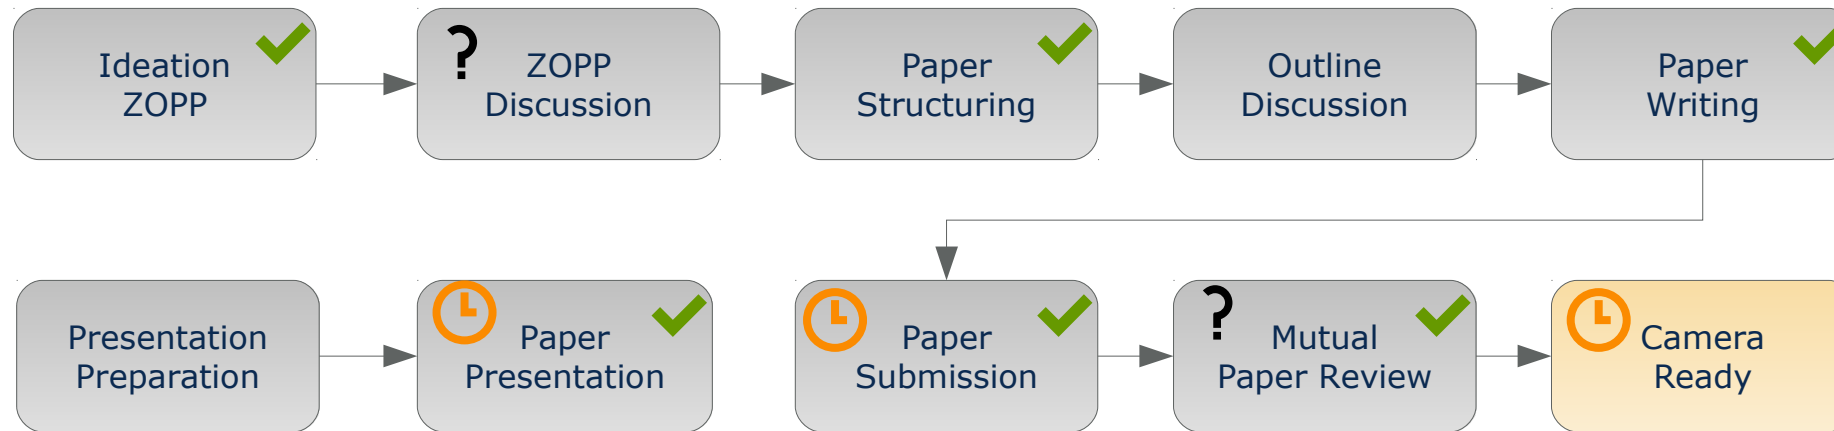 Ideation
ZOPP
?
ZOPP
Discussion
Paper
Structuring
Outline
Discussion
Paper
Writing
Presentation
Preparation
Paper
Presentation
Paper
Submission
?
Mutual
Paper Review
Camera
Ready